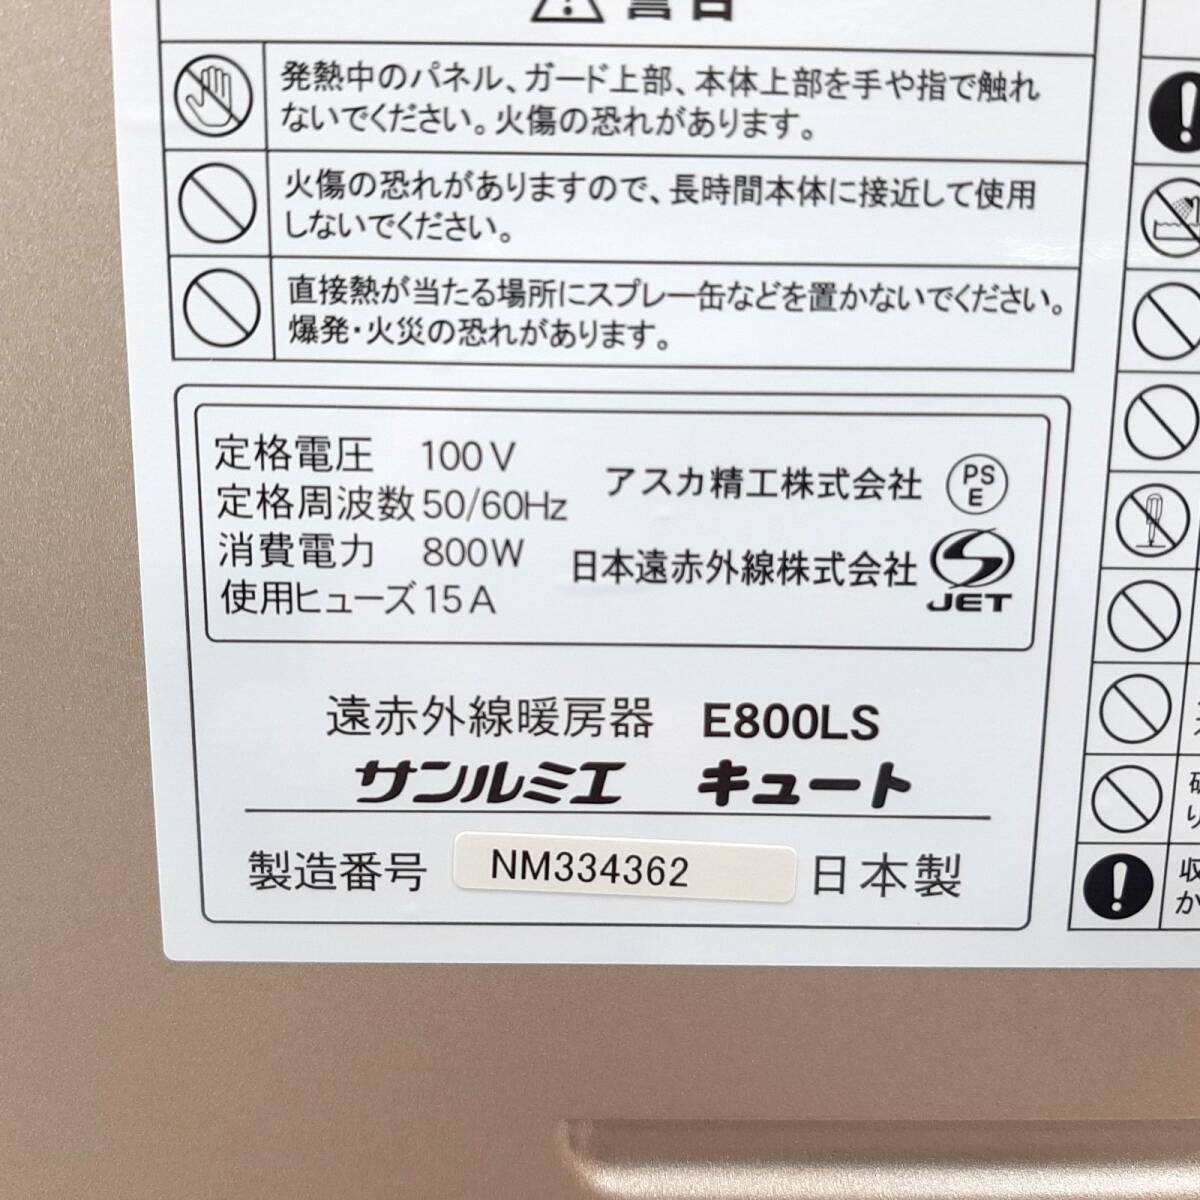 警告
発熱中のパネル、ガード上部、本体上部を手や指で触れ
ないでください。火傷の恐れがあります。
火傷の恐れがありますので、長時間本体に接近して使用
しないでください。
直接熱が当たる場所にスプレー缶などを置かないでください。
爆発・火災の恐れがあります。
定格電圧 100V
定格周波数 50/60Hz
消費電力 800W
使用ヒューズ 15A
アスカ精工株式会社 PSE
日本遠赤外線株式会社 JET
遠赤外線暖房器 E800LS
サンルミエ キュート
製造番号 NM334362 日本製
り
収
か